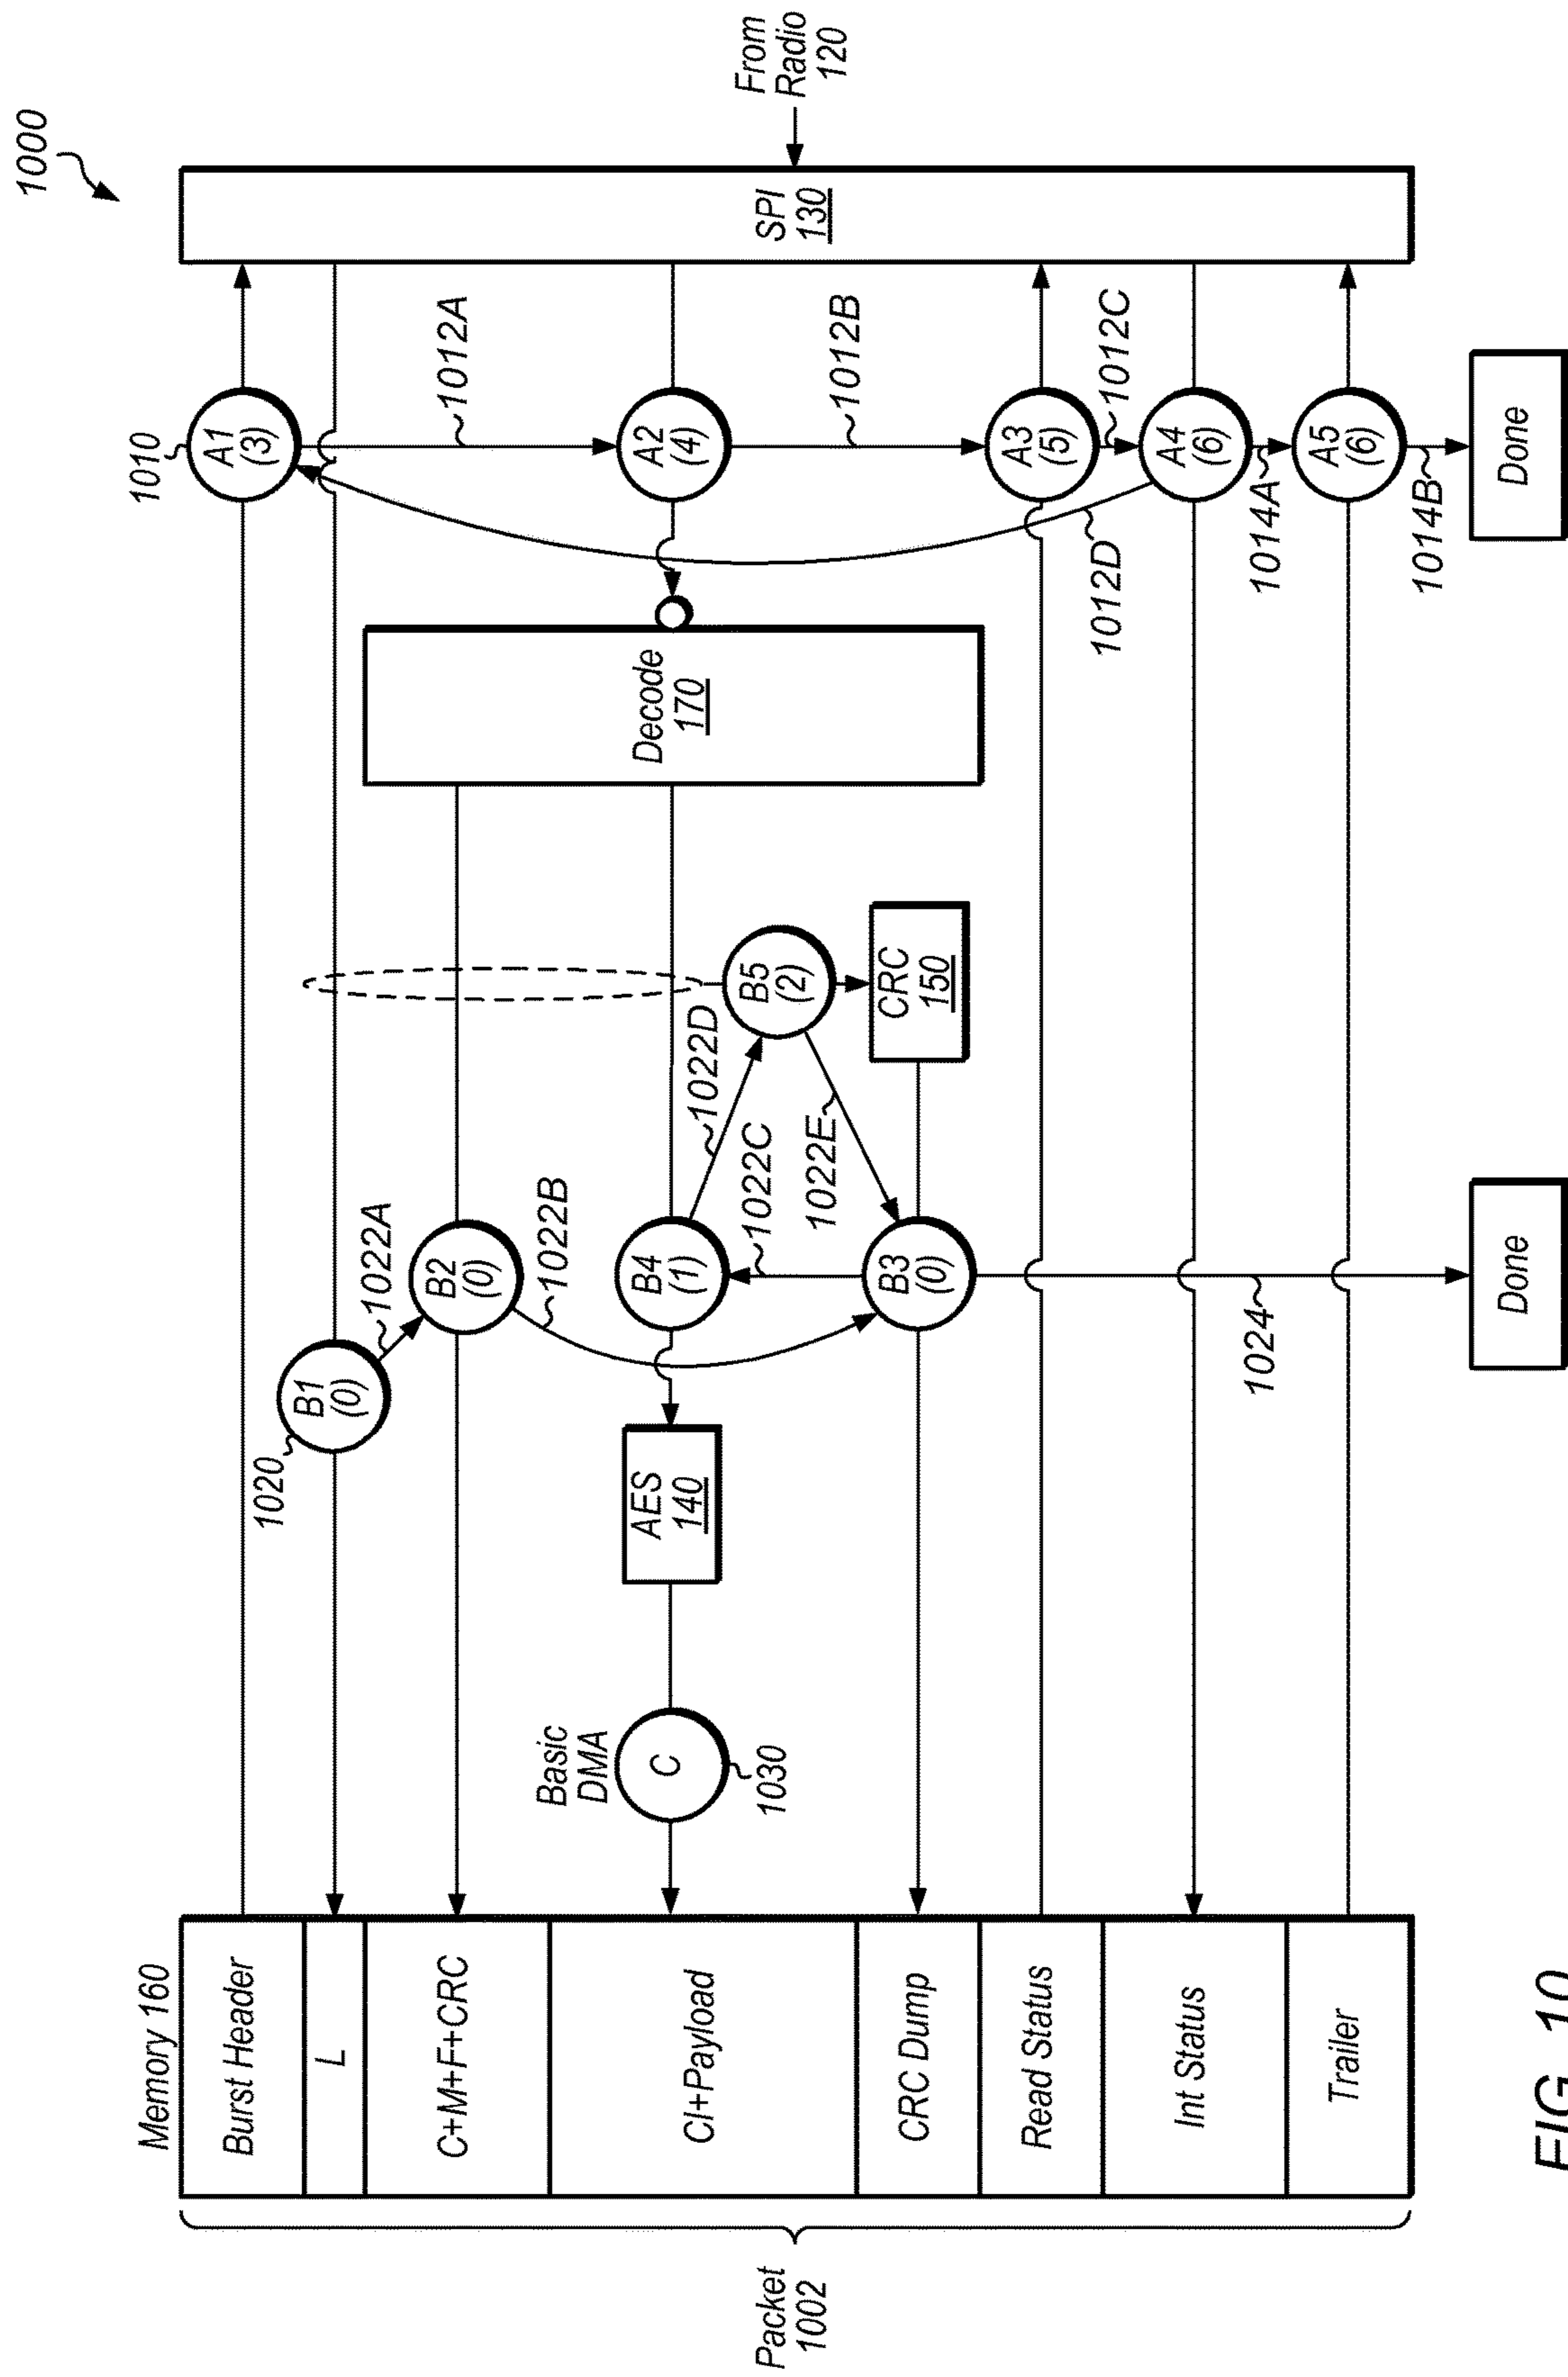 1000
Memory 160
Burst Header
L
C+M+F+CRC
CI+Payload
CRC Dump
Read Status
Int Status
Trailer
Packet
1002
Basic
DMA
C
1030
AES
140
1020
B1
(0)
1022A
B2
(0)
1022B
B4
(1)
1022C
B3
(0)
1022D
1022E
B5
(2)
CRC
150
1024
Done
Decode
170
1010
A1
(3)
1012A
A2
(4)
1012B
A3
(5)
1012C
A4
(6)
1012D
1014A
A5
(6)
1014B
Done
SPI
130
From
Radio
120
FIG. 10